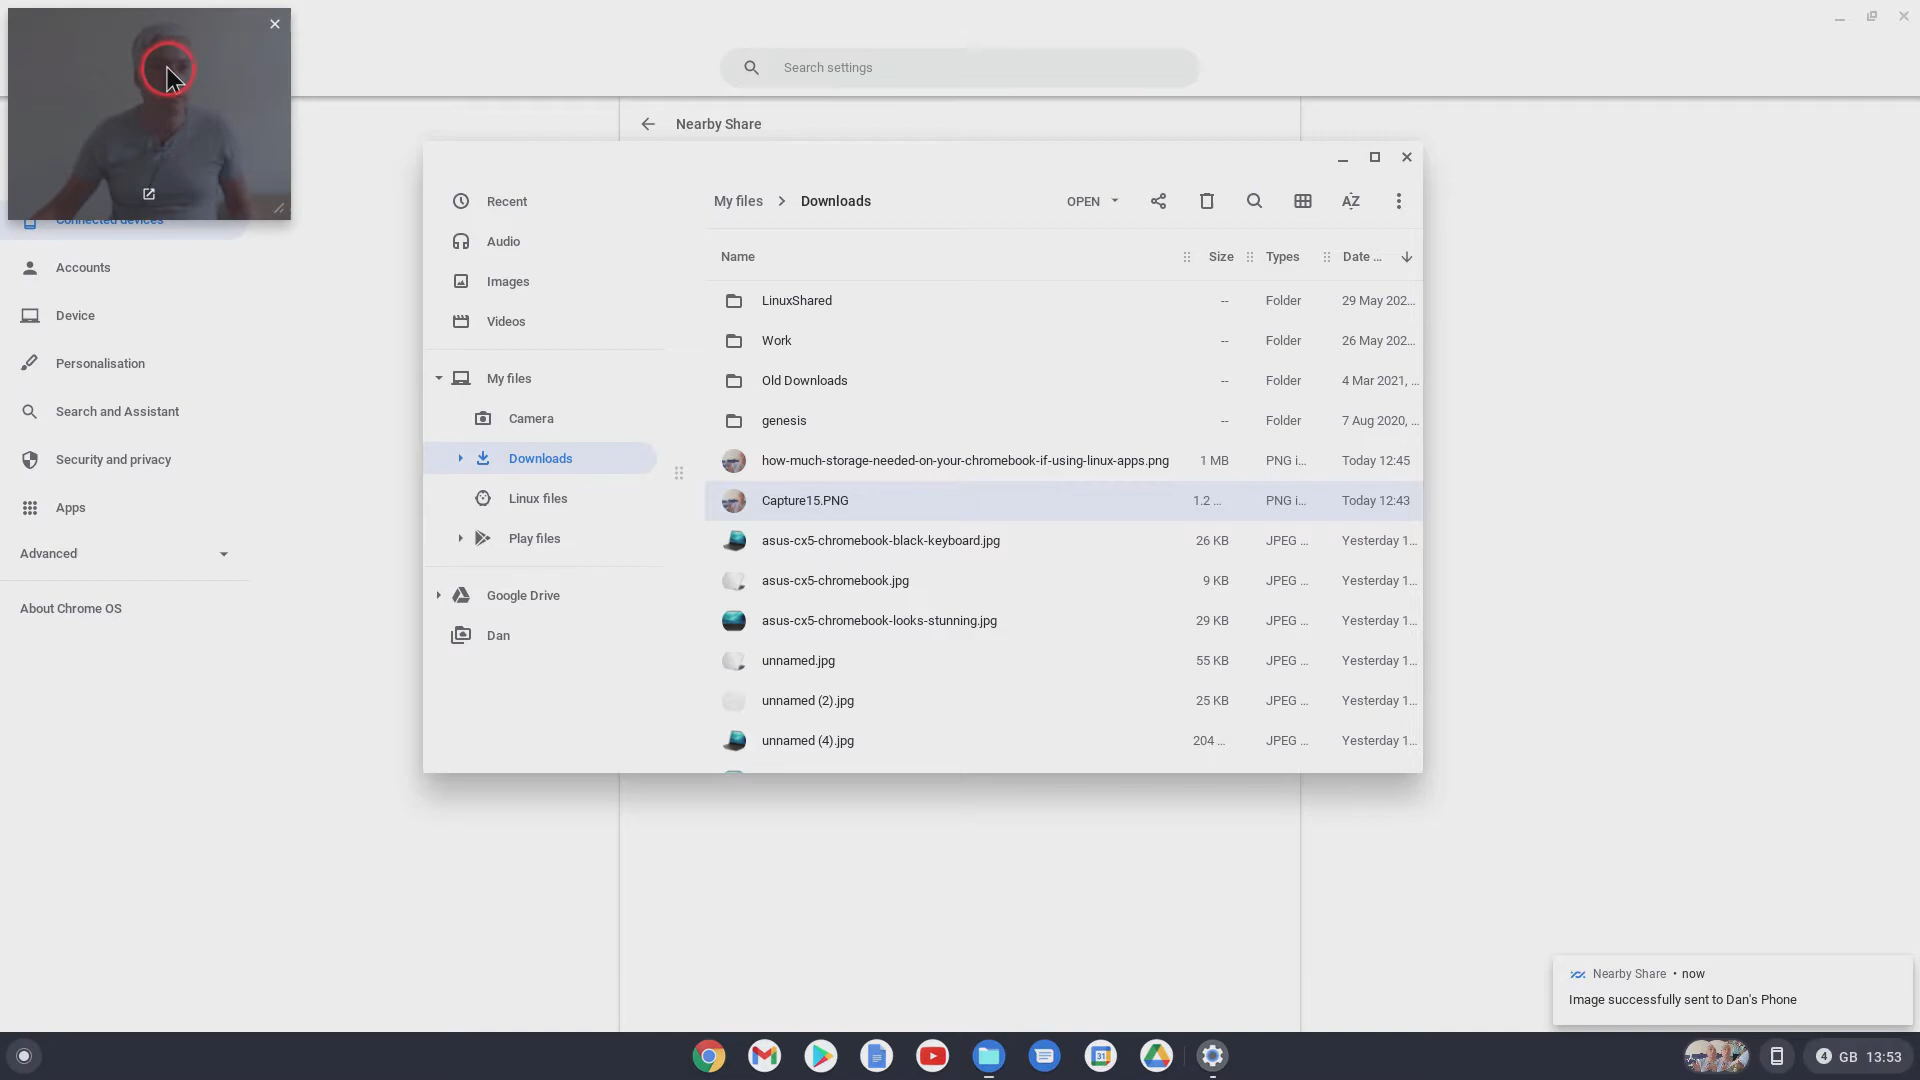 Search settings
Nearby Share
Connected devices
Accounts
Device
Personalisation
Search and Assistant
Security and privacy
Apps
Advanced
About Chrome OS
Recent
Audio
Images
Videos
My files
Camera
Downloads
Linux files
Play files
Google Drive
Dan
My files Downloads OPEN AZ
Name Size Types Date ...
LinuxShared -- Folder 29 May 202...
Work -- Folder 26 May 202...
Old Downloads -- Folder 4 Mar 2021, ...
genesis -- Folder 7 Aug 2020, ...
how-much-storage-needed-on-your-chromebook-if-using-linux-apps.png 1 MB PNG i... Today 12:45
Capture15.PNG 1.2 ... PNG i... Today 12:43
asus-cx5-chromebook-black-keyboard.jpg 26 KB JPEG ... Yesterday 1...
asus-cx5-chromebook.jpg 9 KB JPEG ... Yesterday 1...
asus-cx5-chromebook-looks-stunning.jpg 29 KB JPEG ... Yesterday 1...
unnamed.jpg 55 KB JPEG ... Yesterday 1...
unnamed (2).jpg 25 KB JPEG ... Yesterday 1...
unnamed (4).jpg 204 ... JPEG ... Yesterday 1...
Nearby Share • now
Image successfully sent to Dan's Phone
31
4 GB 13:53